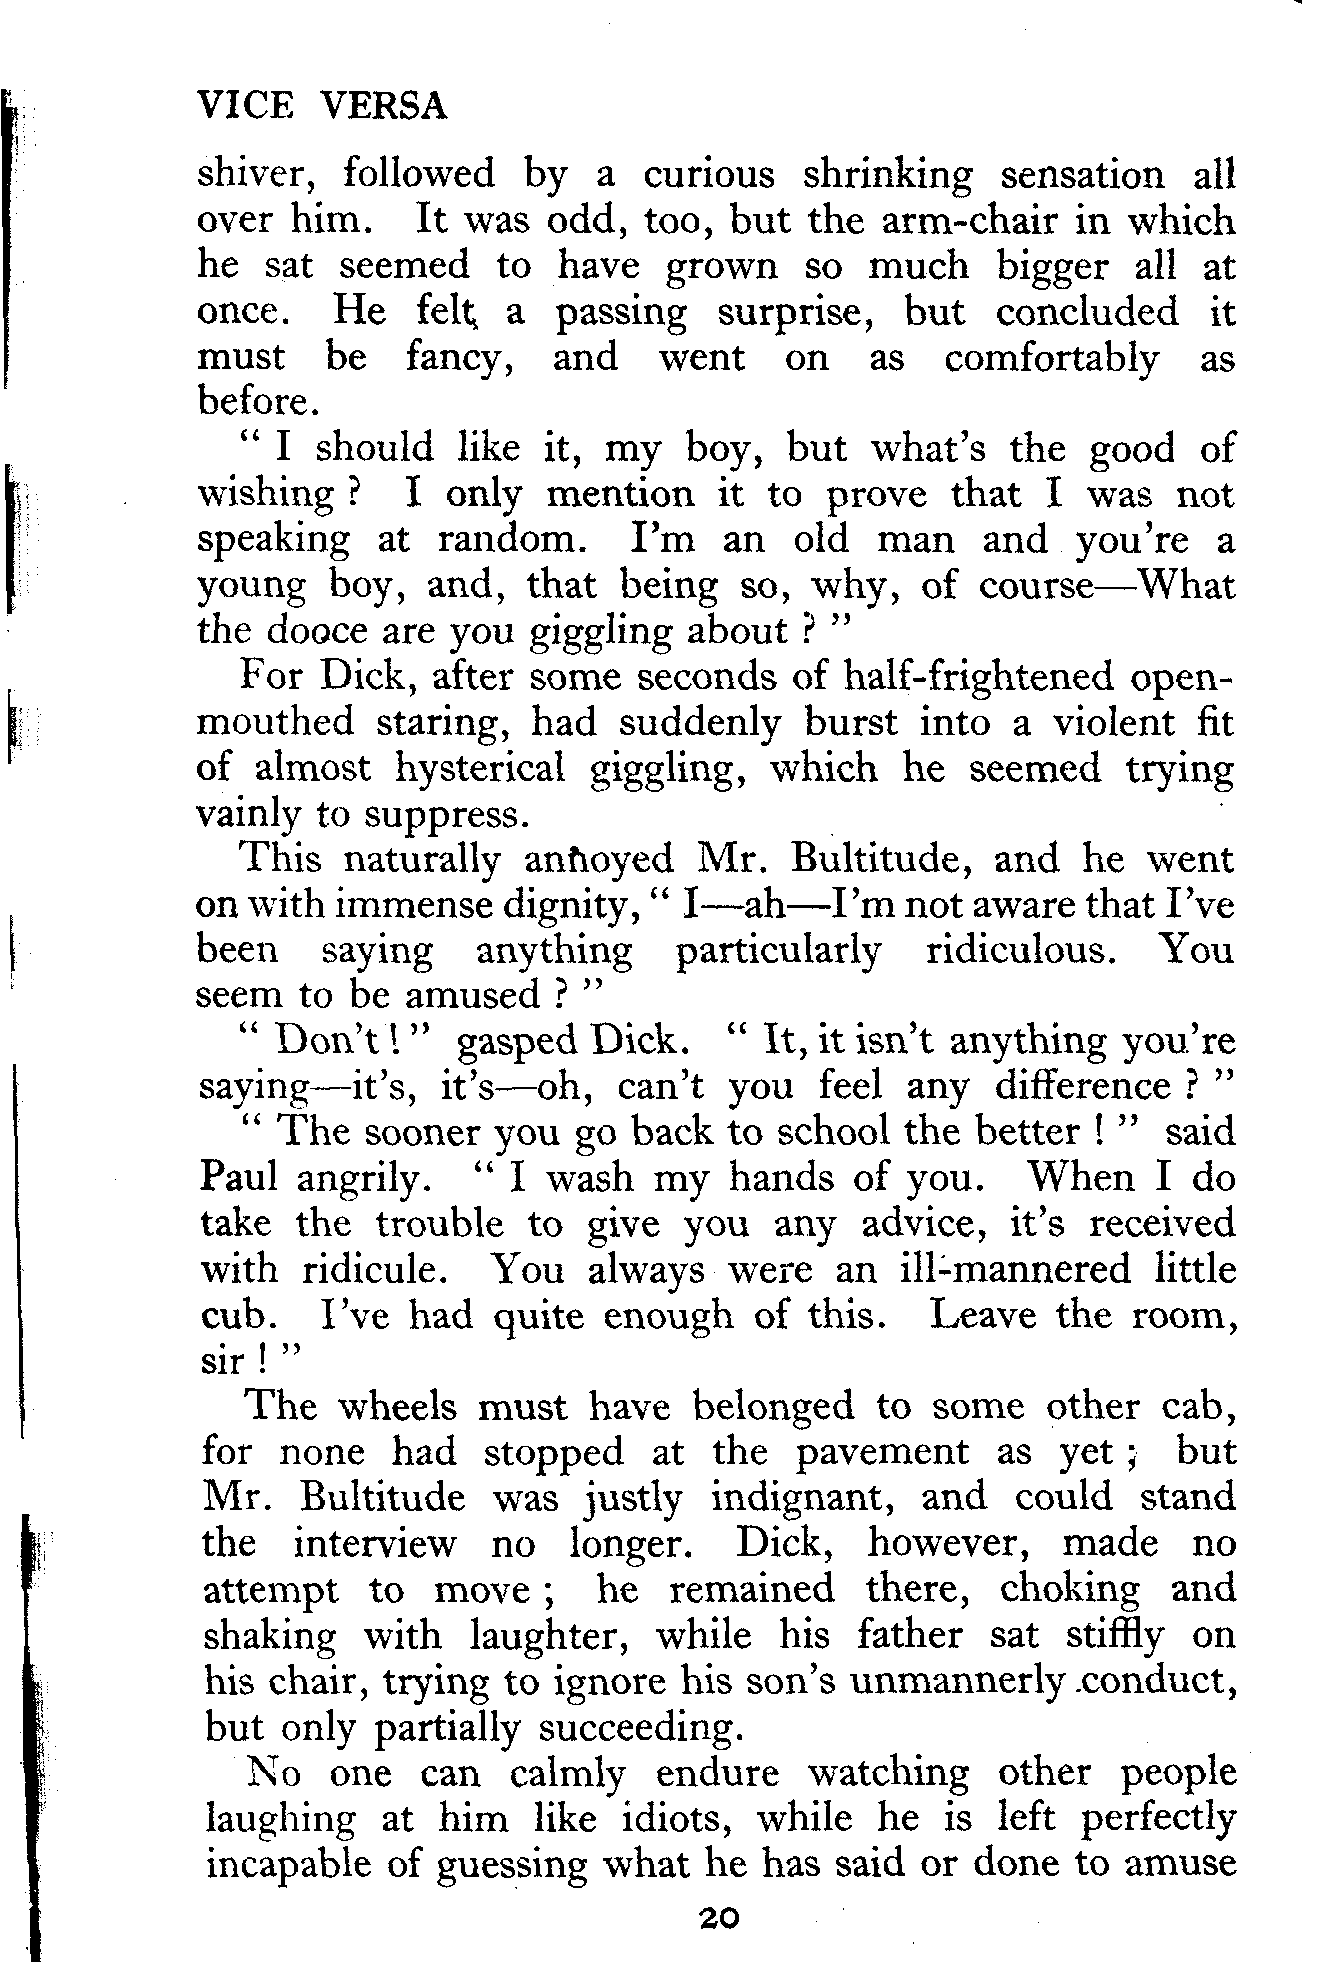 VICE VERSA
shiver, followed by a curious shrinking sensation all
over him. It was odd, too, but the arm-chair in which
he sat seemed to have grown so much bigger all at
once. He felt a passing surprise, but concluded it
must be fancy, and went on as comfortably as
before.
“ I should like it, my boy, but what's the good of
wishing ? I only mention it to prove that I was not
speaking at random. I'm an old man and you're a
young boy, and, that being so, why, of course—What
the dooce are you giggling about ? ”
For Dick, after some seconds of half-frightened open-
mouthed staring, had suddenly burst into a violent fit
of almost hysterical giggling, which he seemed trying
vainly to suppress.
This naturally annoyed Mr. Bultitude, and he went
on with immense dignity, “ I—ah—I'm not aware that I've
been saying anything particularly ridiculous. You
seem to be amused ? ”
“ Don't ! ” gasped Dick. “ It, it isn't anything you're
saying—it's, it's—oh, can't you feel any difference ? ”
“ The sooner you go back to school the better ! ” said
Paul angrily. “ I wash my hands of you. When I do
take the trouble to give you any advice, it's received
with ridicule. You always were an ill-mannered little
cub. I've had quite enough of this. Leave the room,
sir ! ”
The wheels must have belonged to some other cab,
for none had stopped at the pavement as yet ; but
Mr. Bultitude was justly indignant, and could stand
the interview no longer. Dick, however, made no
attempt to move ; he remained there, choking and
shaking with laughter, while his father sat stiffly on
his chair, trying to ignore his son's unmannerly conduct,
but only partially succeeding.
No one can calmly endure watching other people
laughing at him like idiots, while he is left perfectly
incapable of guessing what he has said or done to amuse
20